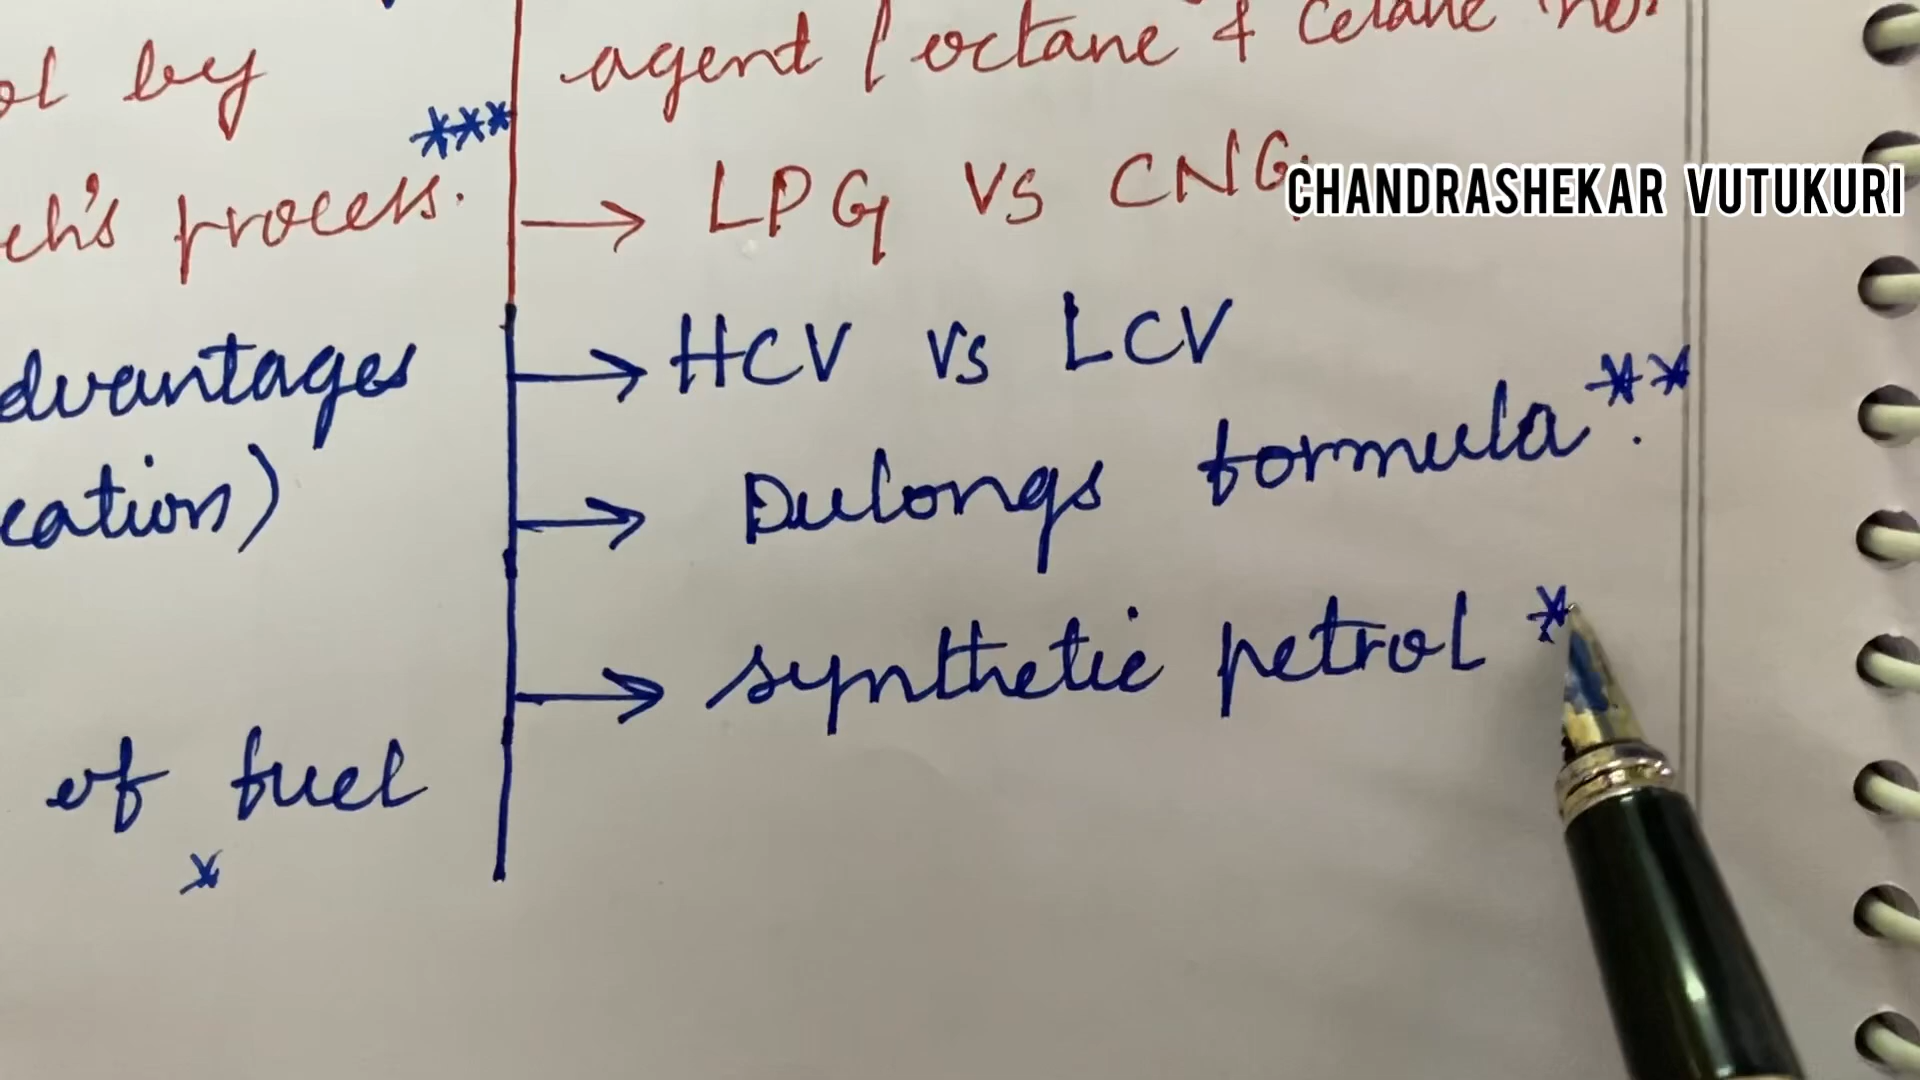 ol by
ch's process. ***
dvantages
cation)
of fuel
*
agent / octane & cetane no.
→ LPG VS CNG
→ HCV Vs LCV
→ Dulongs formula **.
→ synthetic petrol *
CHANDRASHEKAR VUTUKURI